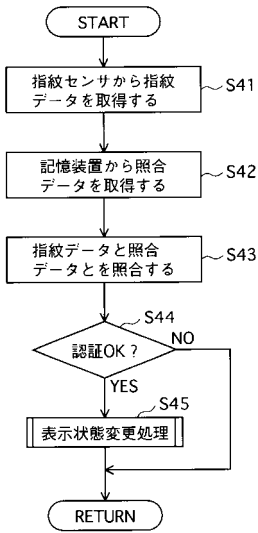 START
指紋センサから指紋
データを取得する
S41
記憶装置から照合
データを取得する
S42
指紋データと照合
データとを照合する
S43
S44
認証OK？
NO
YES
S45
表示状態変更処理
RETURN